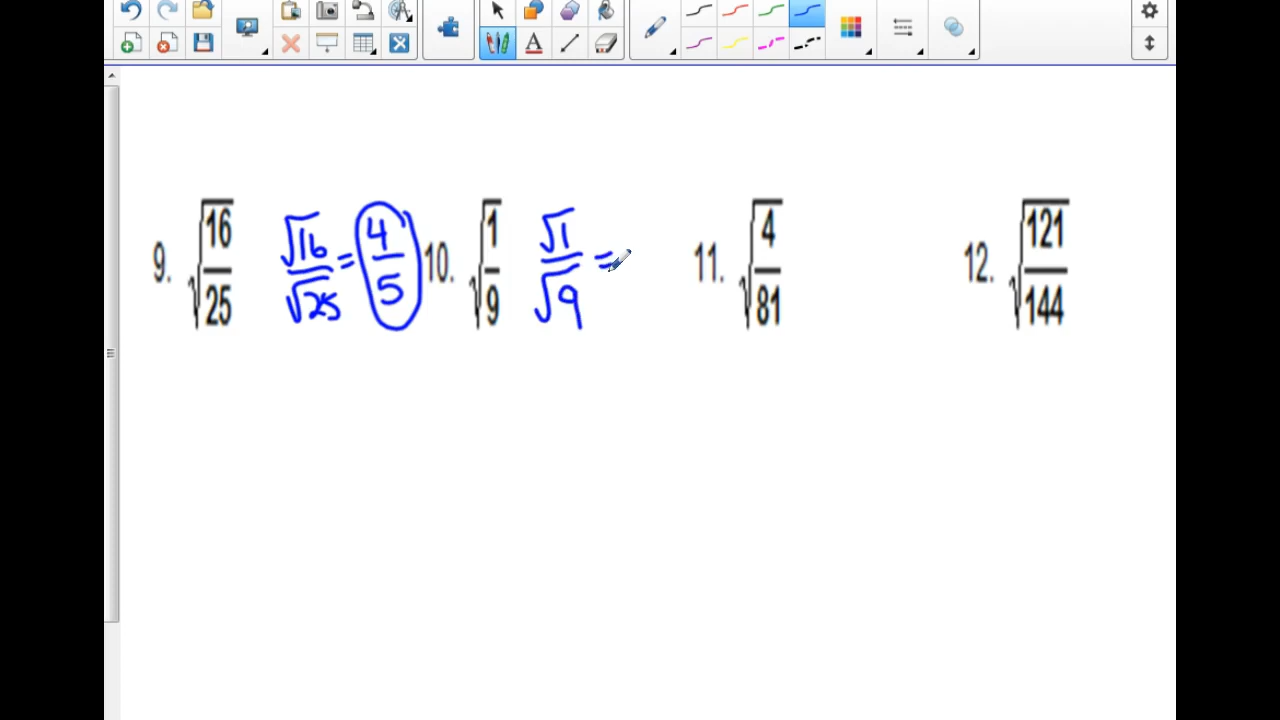 9. √(16/25) √16/√25 = 4/5
10. √(1/9) √1/√9 =
11. √(4/81)
12. √(121/144)